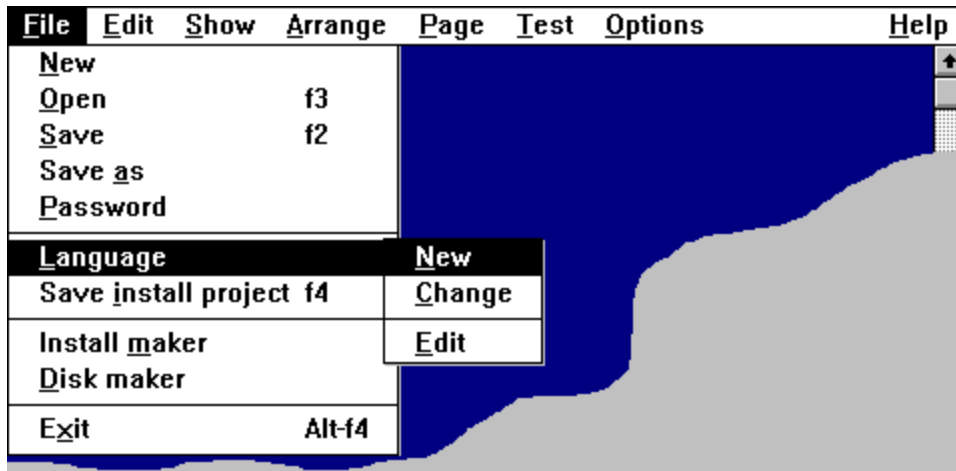 File Edit Show Arrange Page Test Options Help
New
Open f3
Save f2
Save as
Password
Language New
Save install project f4 Change
Install maker Edit
Disk maker
Exit Alt-f4